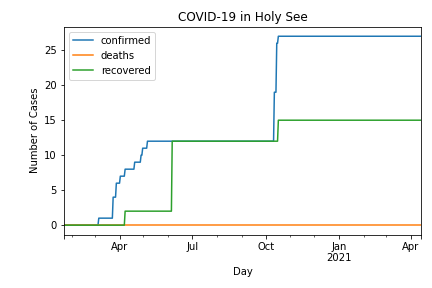 COVID-19 in Holy See
confirmed
deaths
recovered
Number of Cases
25
20
15
10
5
0
Apr
Jul
Oct
Jan
2021
Apr
Day